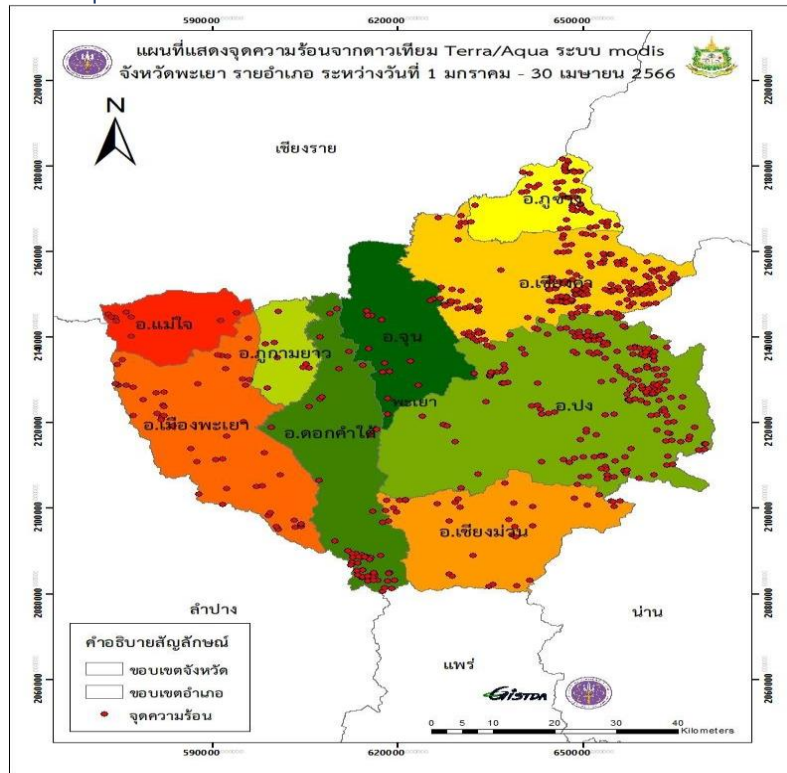 590000 620000 650000
แผนที่แสดงจุดความร้อนจากดาวเทียม Terra/Aqua ระบบ modis
จังหวัดพะเยา รายอำเภอ ระหว่างวันที่ 1 มกราคม - 30 เมษายน 2566
N
เชียงราย
2200000
2180000
2160000
2140000
2120000
2100000
2080000
2060000
2200000
2180000
2160000
2140000
2120000
2100000
2080000
2060000
อ.ภูซาง
อ.เชียงคำ
อ.แม่ใจ
อ.ภูกามยาว
อ.จุน
อ.เมืองพะเยา
อ.ดอกคำใต้
พะเยา
อ.ปง
อ.เชียงม่วน
ลำปาง
น่าน
แพร่
คำอธิบายสัญลักษณ์
ขอบเขตจังหวัด
ขอบเขตอำเภอ
จุดความร้อน
GISTDA
0 5 10 20 30 40
Kilometers
590000 620000 650000